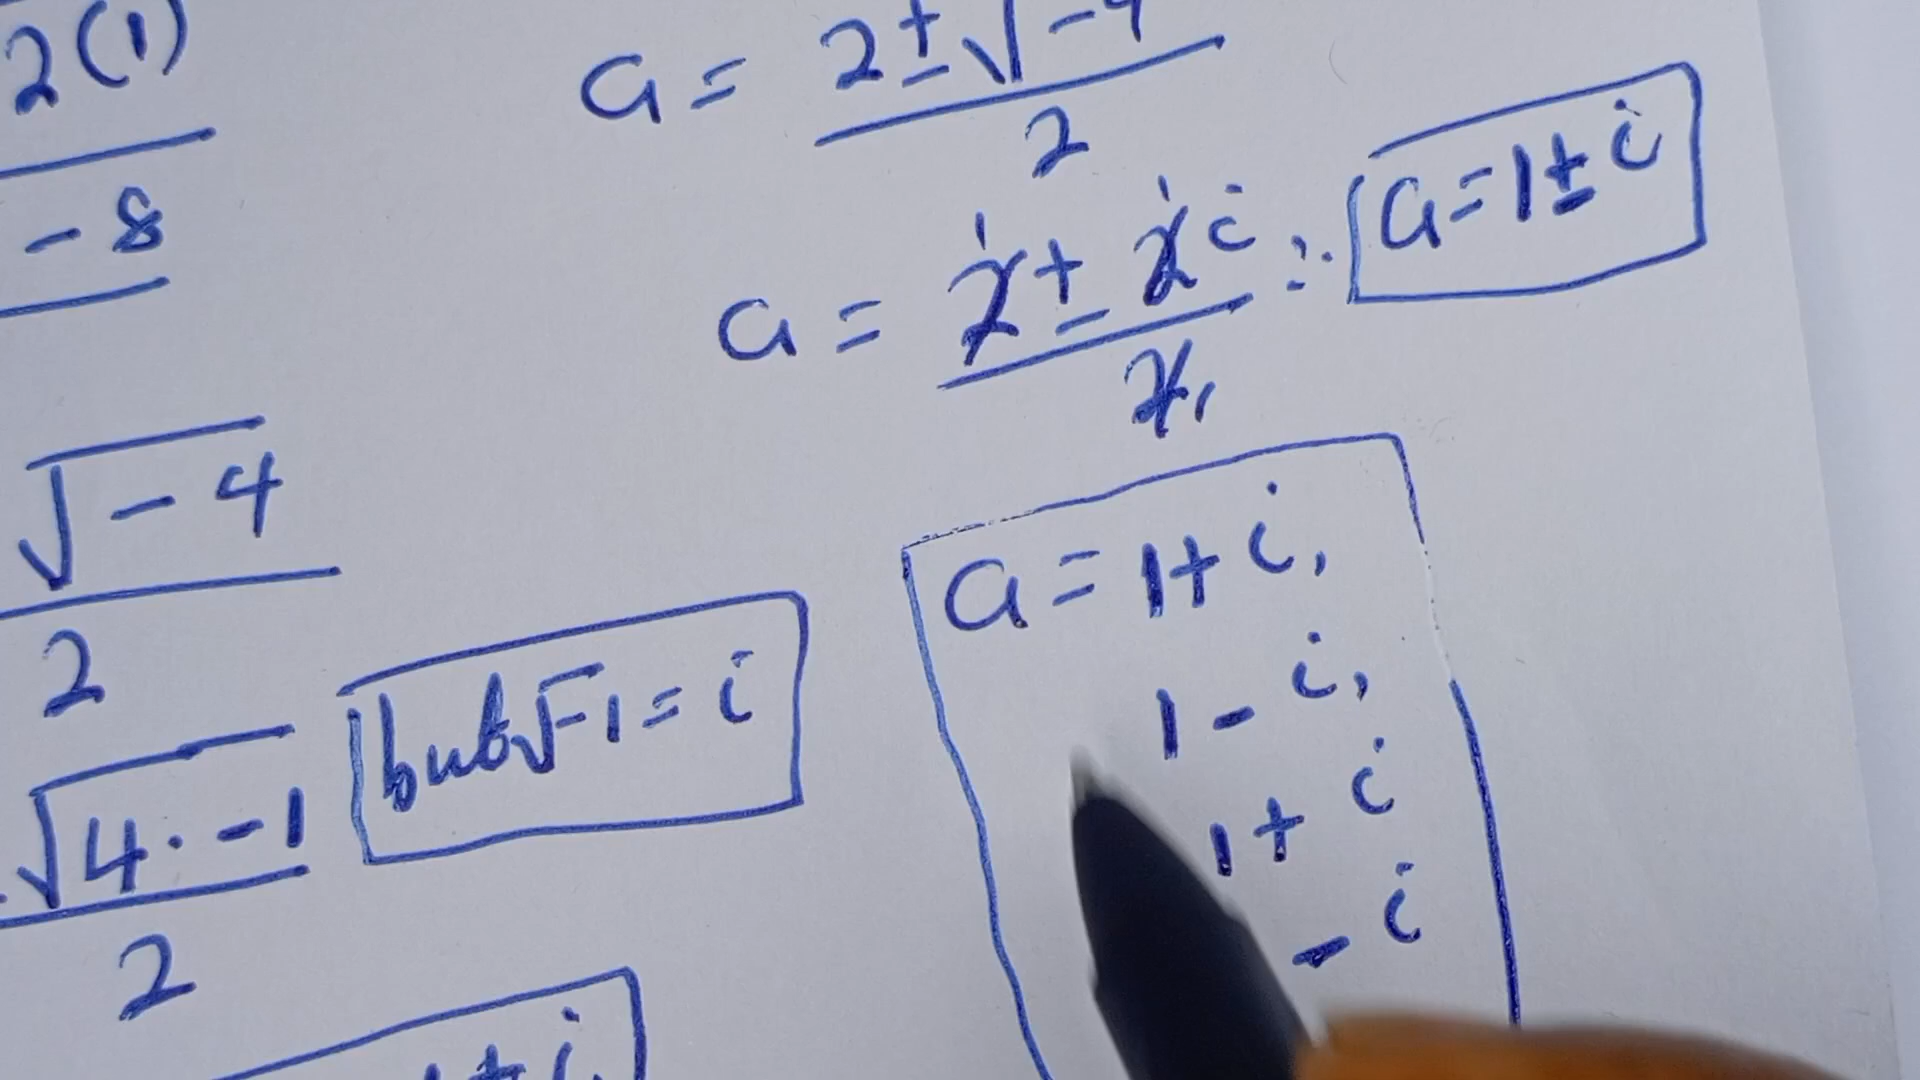 2(1)
-8
√-4
2
but √-1 = i
√4·-1
2
+ i
a = 2±√-4
2
a = 2± 2i
2
∴ a=1±i
a = 1+i,
1-i,
1+i
-i